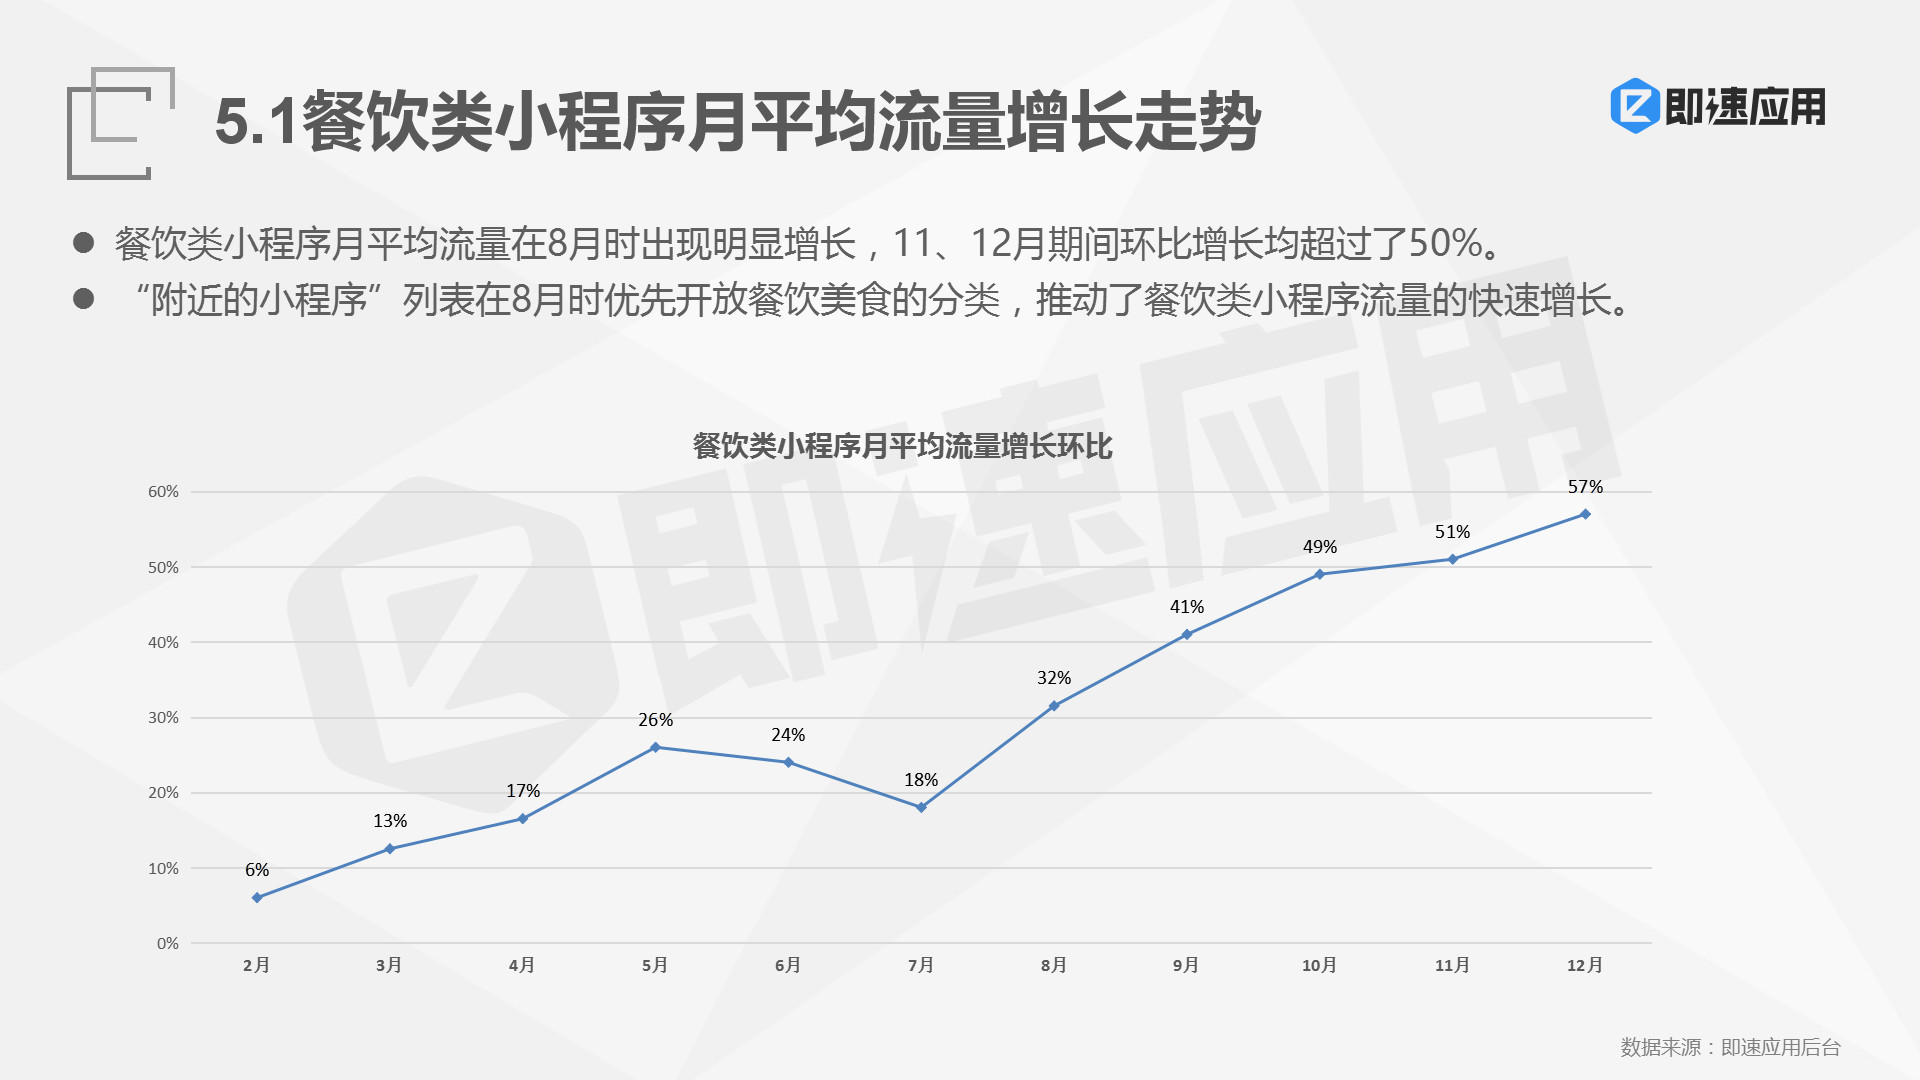 5.1餐饮类小程序月平均流量增长走势
即速应用
● 餐饮类小程序月平均流量在8月时出现明显增长，11、12月期间环比增长均超过了50%。
● “附近的小程序”列表在8月时优先开放餐饮美食的分类，推动了餐饮类小程序流量的快速增长。
即速应用
餐饮类小程序月平均流量增长环比
60%
50%
40%
30%
20%
10%
0%
6%
13%
17%
26%
24%
18%
32%
41%
49%
51%
57%
2月 3月 4月 5月 6月 7月 8月 9月 10月 11月 12月
数据来源：即速应用后台